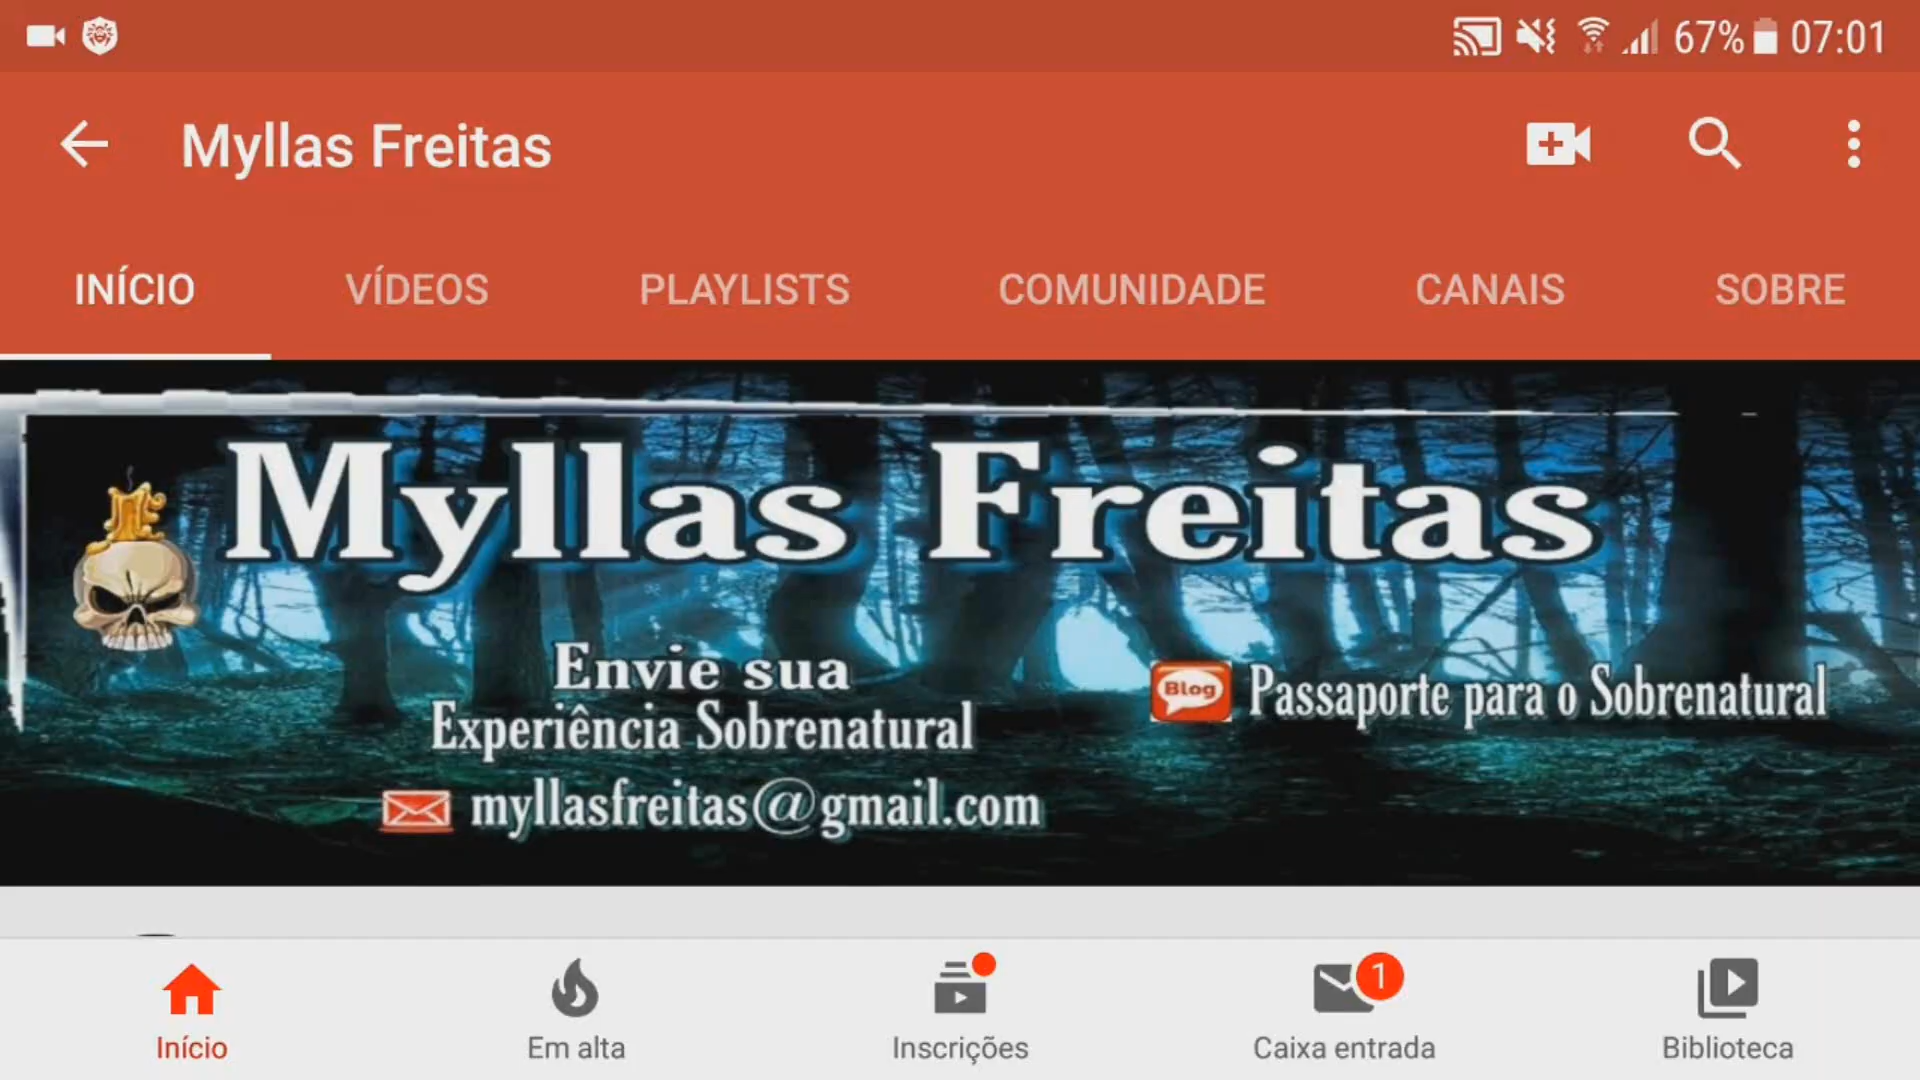 67% 07:01
Myllas Freitas
INÍCIO VÍDEOS PLAYLISTS COMUNIDADE CANAIS SOBRE
Myllas Freitas
Envie sua
Experiência Sobrenatural
myllasfreitas@gmail.com
Blog Passaporte para o Sobrenatural
1
Início Em alta Inscrições Caixa entrada Biblioteca